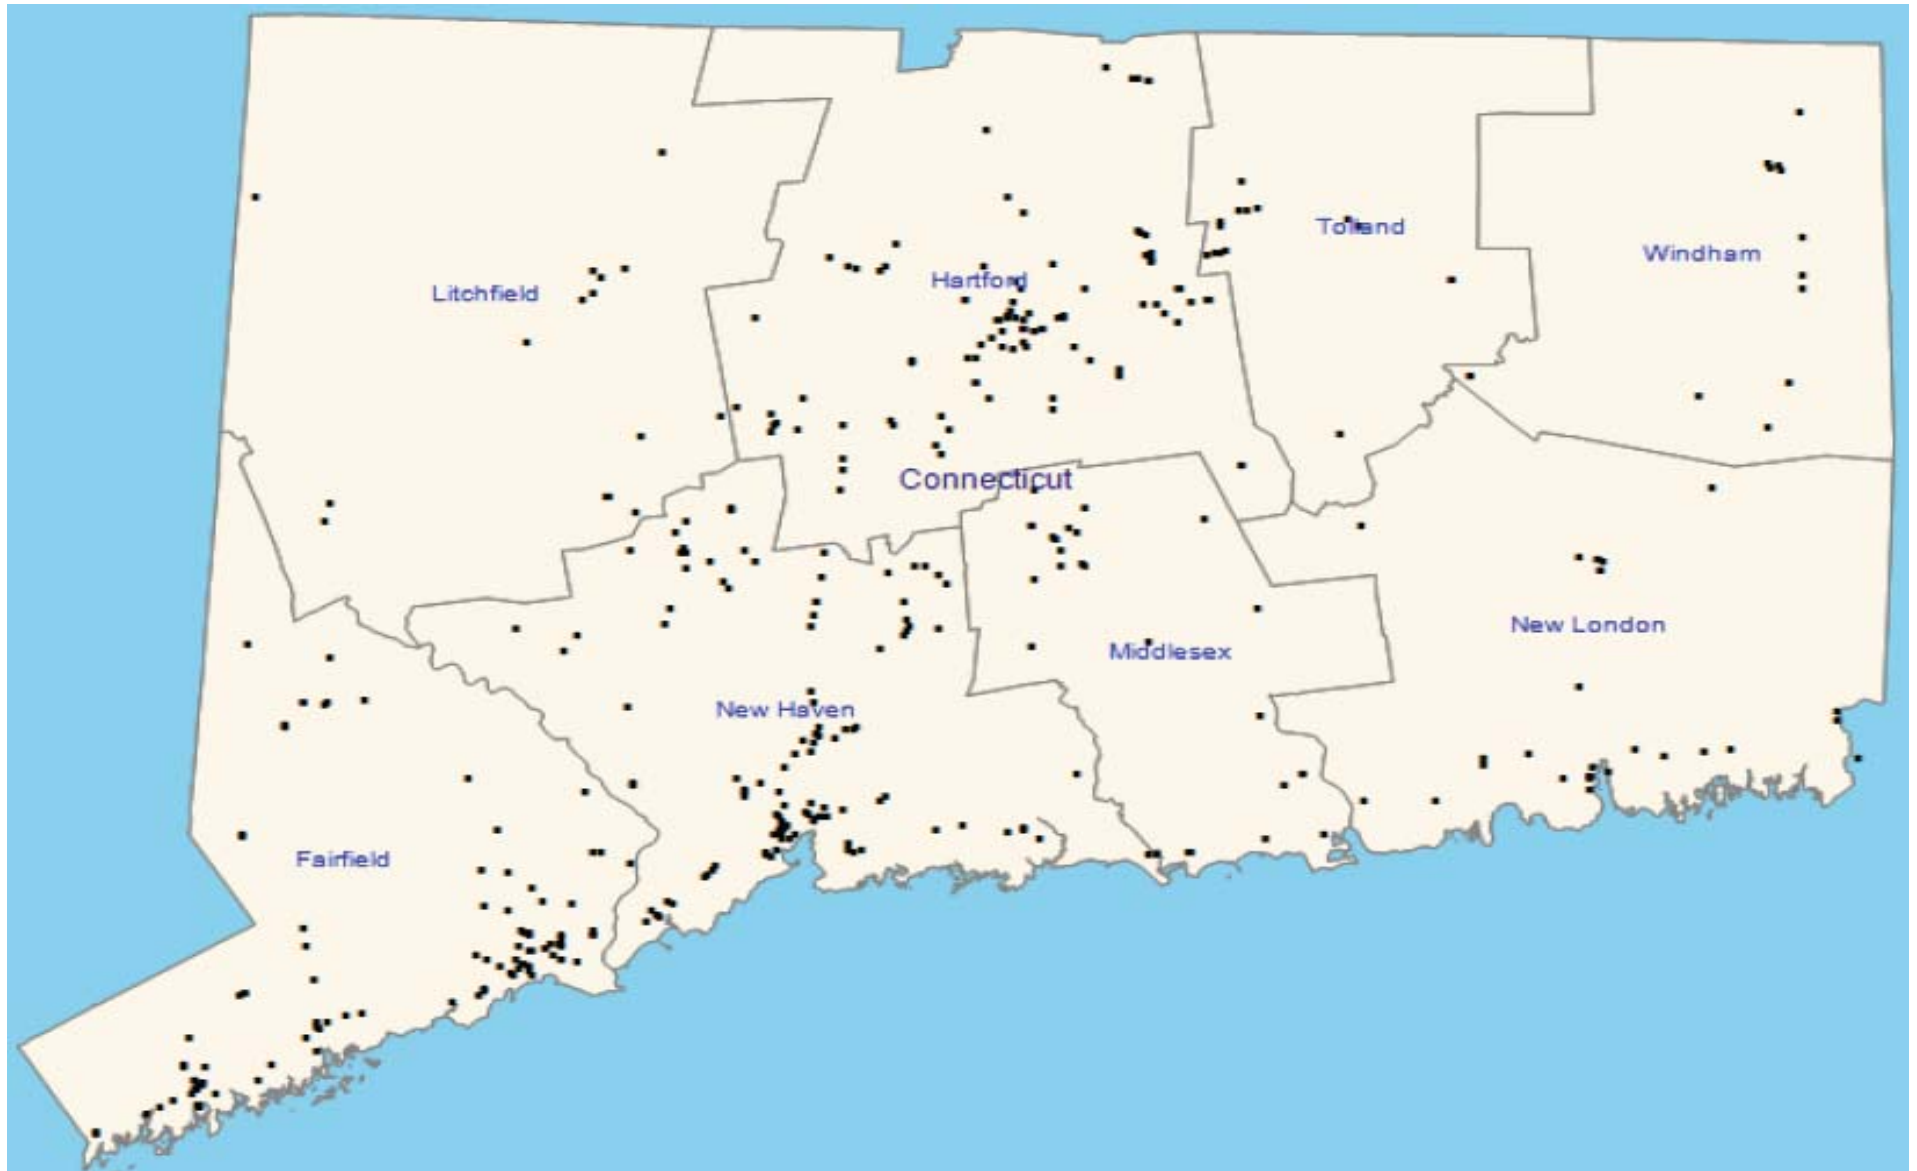 Tolland
Windham
Hartford
Litchfield
Connecticut
New London
Middlesex
New Haven
Fairfield